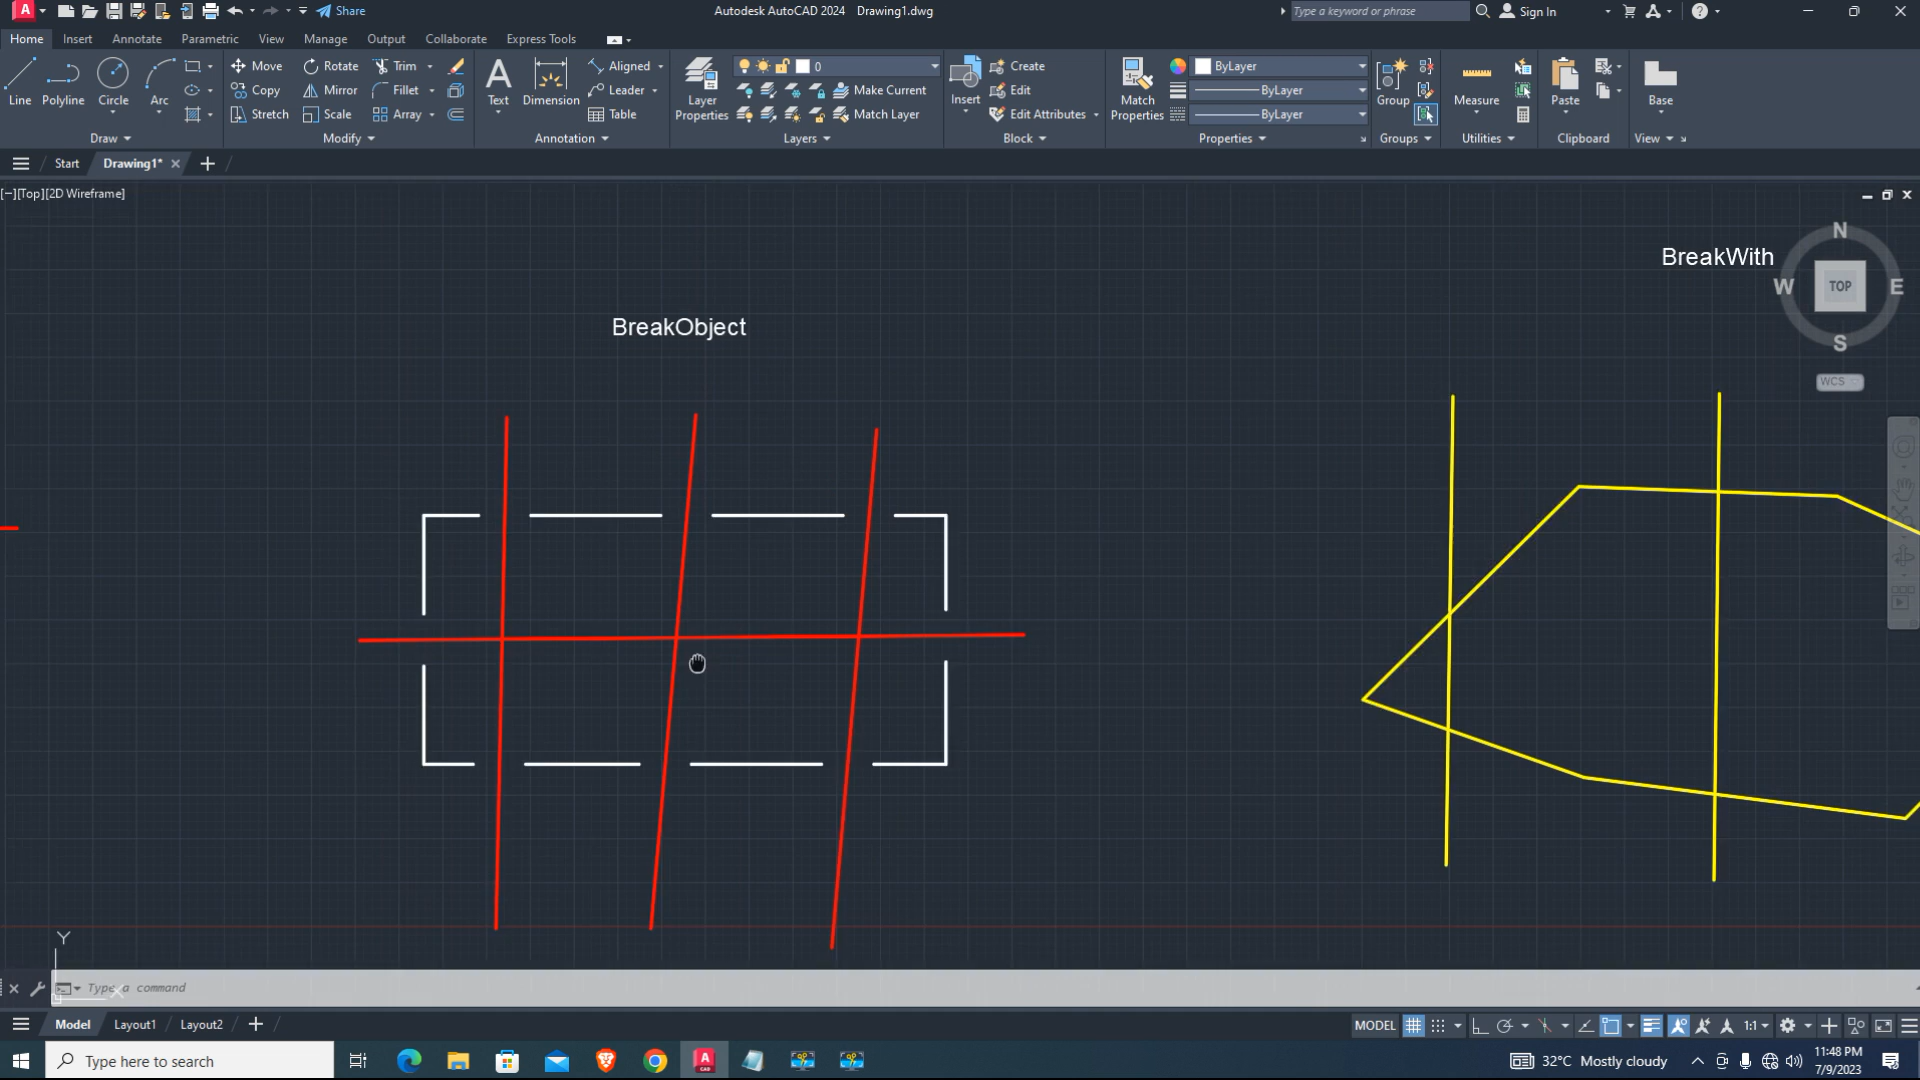 Share
Autodesk AutoCAD 2024 Drawing1.dwg
Type a keyword or phrase
Sign In
Home Insert Annotate Parametric View Manage Output Collaborate Express Tools
Line Polyline Circle Arc
Move Rotate Trim
Copy Mirror Fillet
Stretch Scale Array
Text Dimension
Aligned
Leader
Table
Layer Properties
0
Make Current
Match Layer
Insert
Create
Edit
Edit Attributes
Match Properties
ByLayer
ByLayer
ByLayer
Group
Measure
Paste
Base
Draw Modify Annotation Layers Block Properties Groups Utilities Clipboard View
Start Drawing1* +
[−][Top][2D Wireframe]
BreakObject
BreakWith
N
W TOP E
S
WCS
Y
X
Type a command
Model Layout1 Layout2 +
MODEL 1:1
Type here to search
32°C Mostly cloudy
11:48 PM
7/9/2023